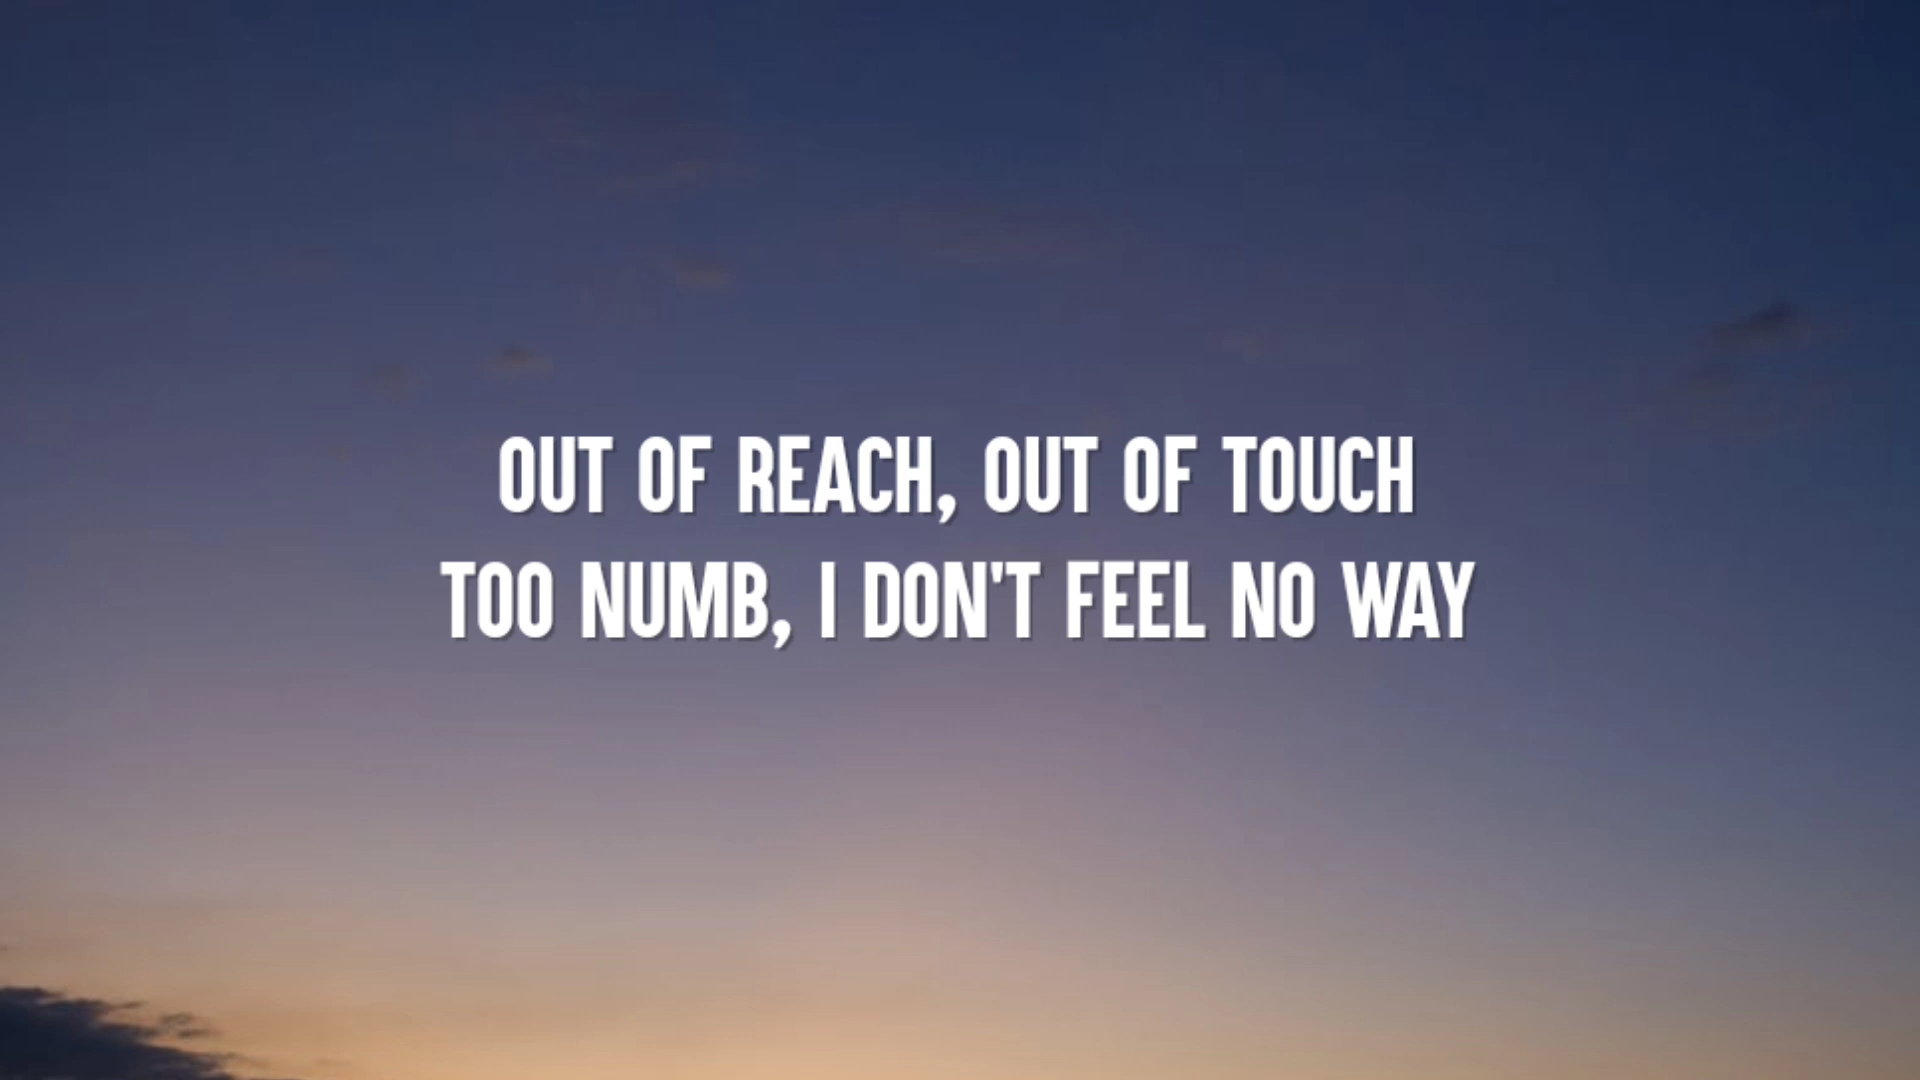 OUT OF REACH, OUT OF TOUCH
TOO NUMB, I DON'T FEEL NO WAY